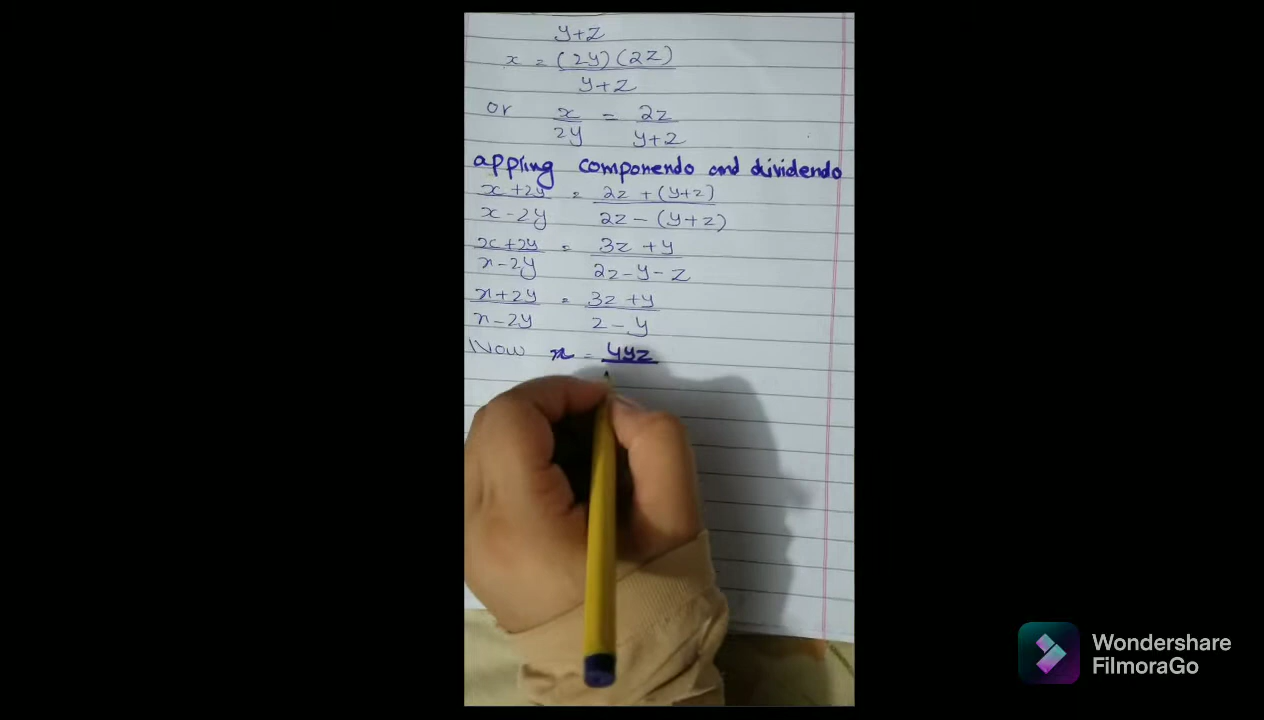 y+z
x = (2y)(2z)
y+z
or x = 2z
2y y+z
appling componendo and dividendo
x+2y = 2z+(y+z)
x-2y 2z-(y+z)
x+2y = 3z+y
x-2y 2z-y-z
x+2y = 3z+y
x-2y z-y
Now x = 4yz
Wondershare
FilmoraGo